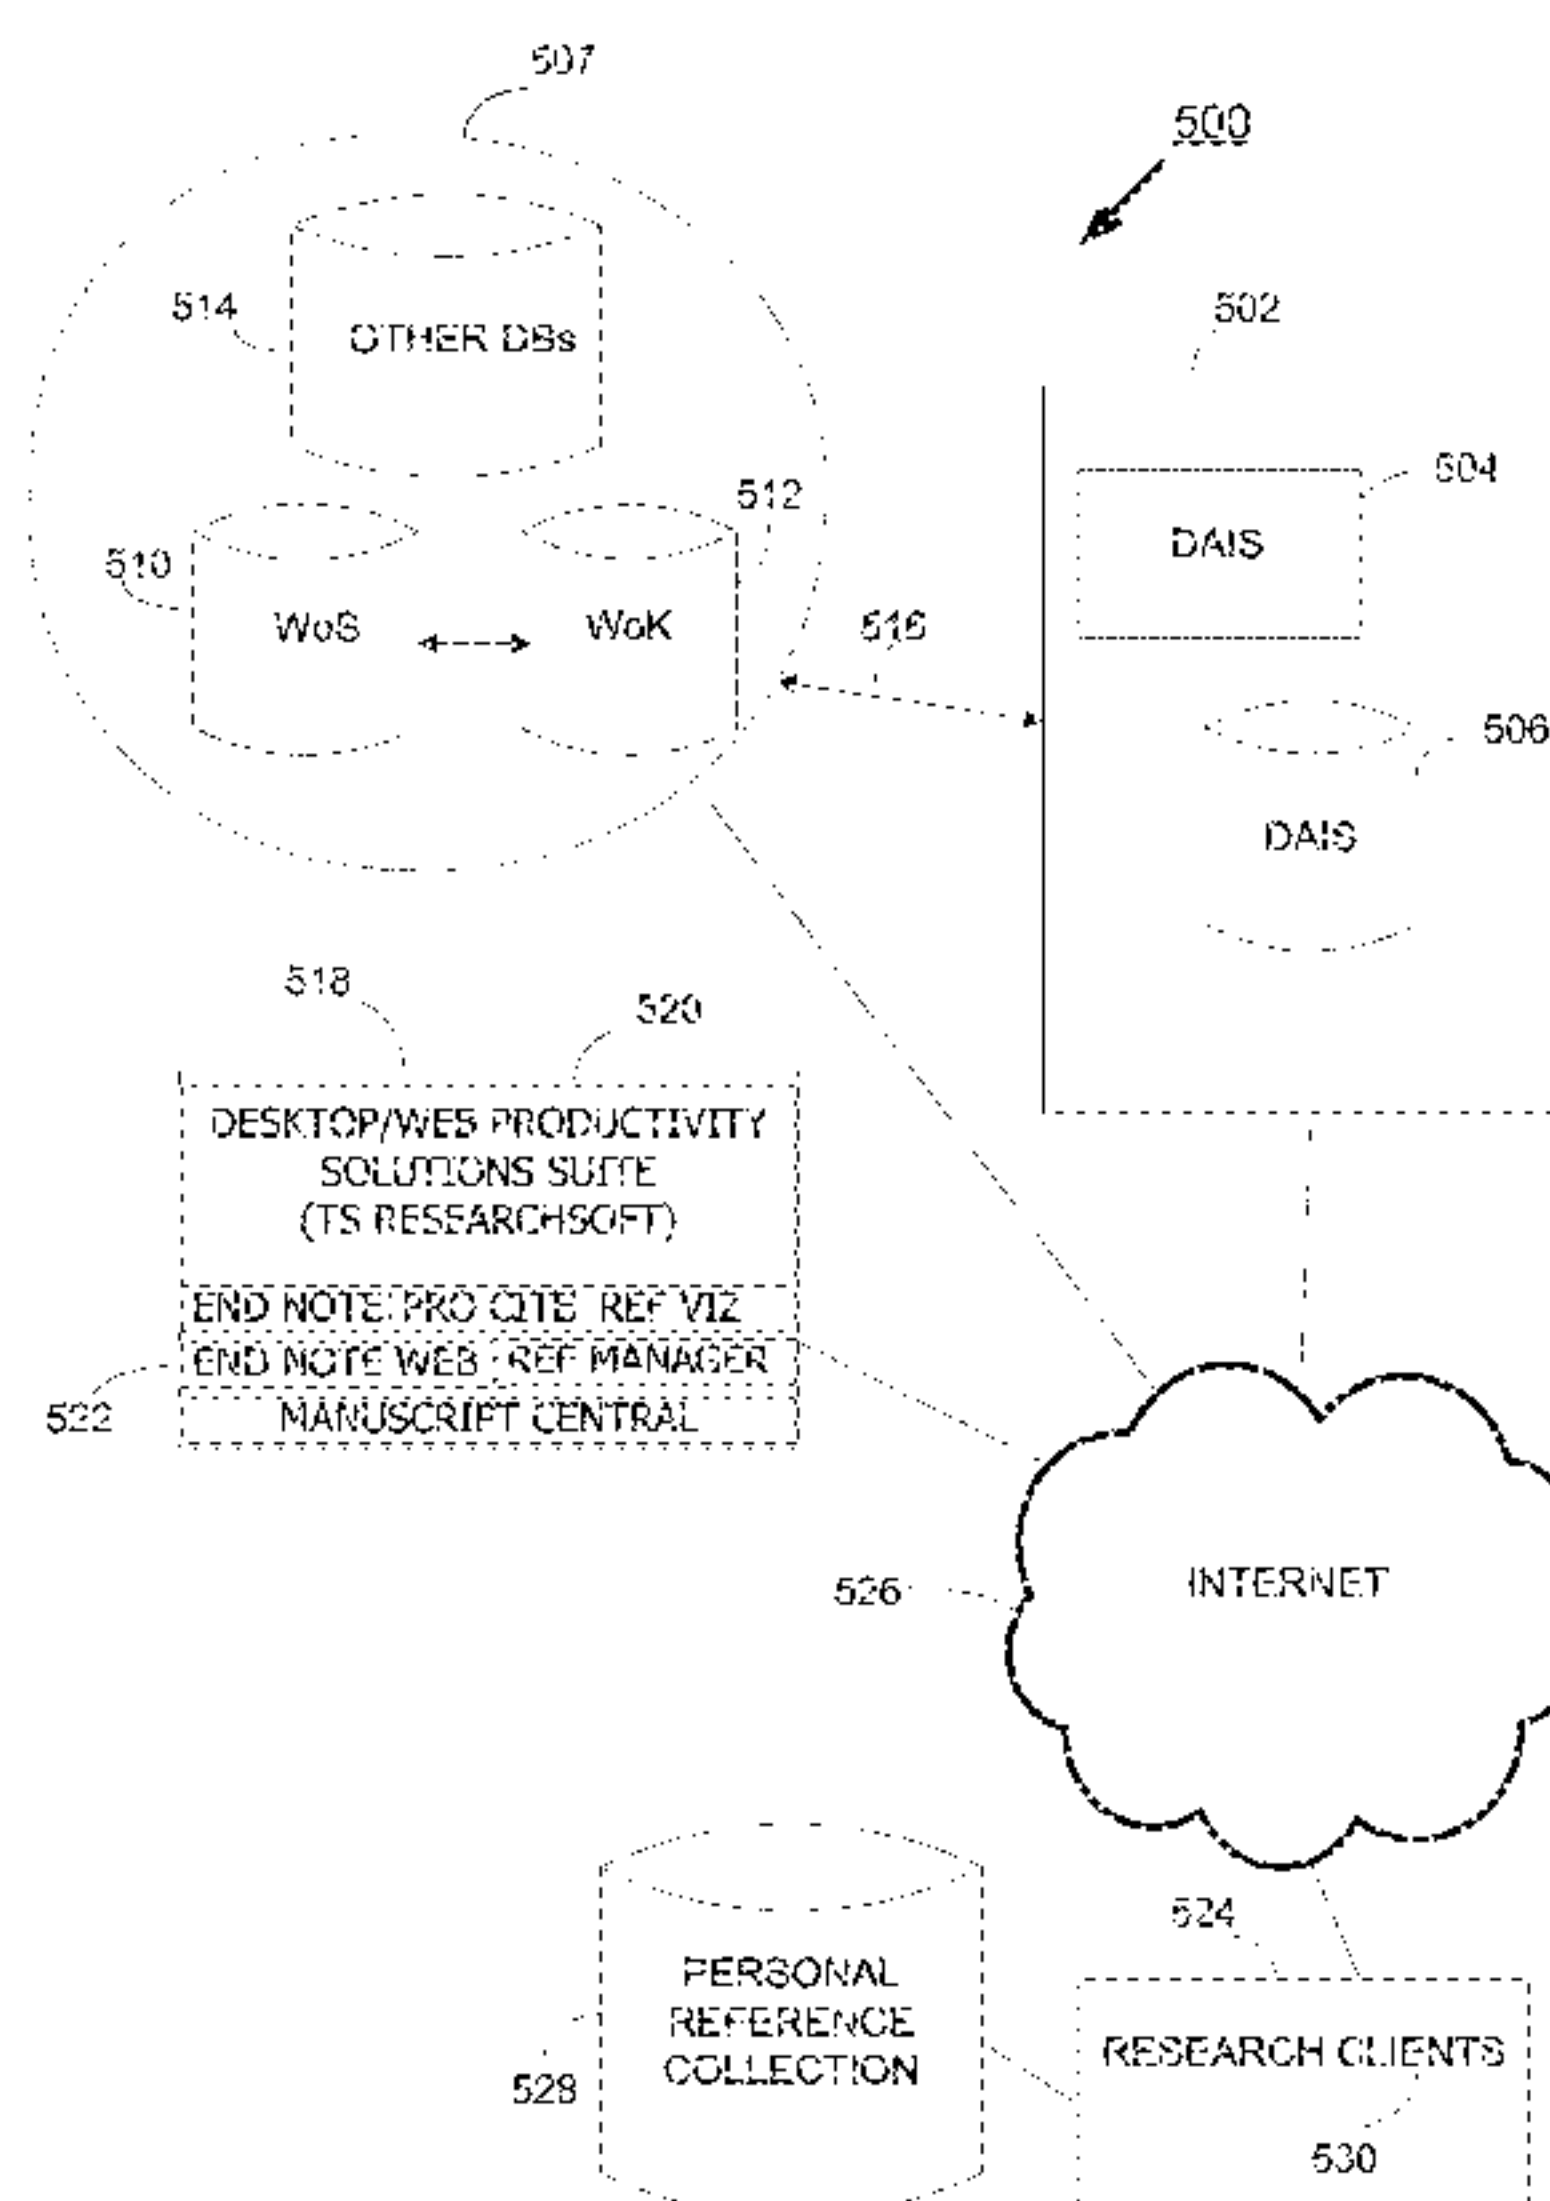 507
500
514
OTHER DBs
502
504
DAIS
512
510
WoS
WoK
516
506
DAIS
518
520
DESKTOP/WEB PRODUCTIVITY
SOLUTIONS SUITE
(TS RESEARCHSOFT)
END NOTE PRO CITE REF VIZ
END NOTE WEB REF MANAGER
522
MANUSCRIPT CENTRAL
526
INTERNET
524
PERSONAL
REFERENCE
COLLECTION
528
RESEARCH CLIENTS
530